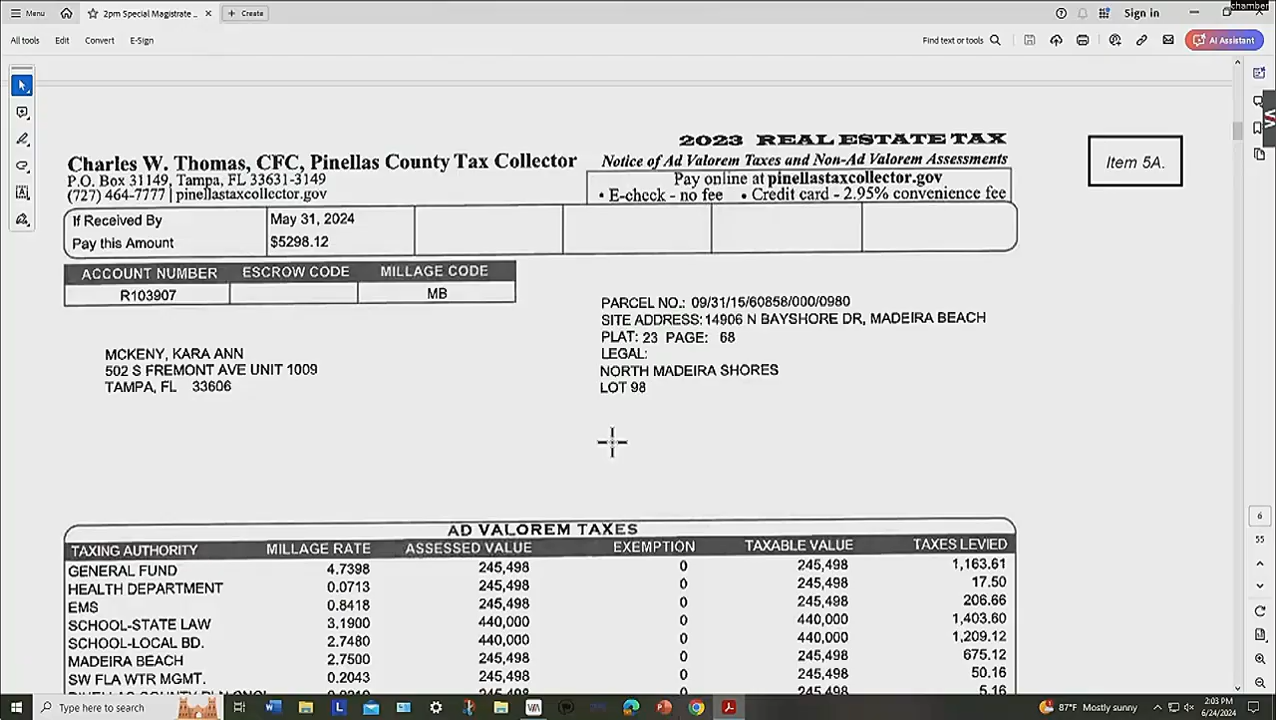 chamber
Menu
2pm Special Magistrate ...
Create
Sign in
All tools Edit Convert E-Sign
Find text or tools
AI Assistant
2023 REAL ESTATE TAX
Charles W. Thomas, CFC, Pinellas County Tax Collector
Notice of Ad Valorem Taxes and Non-Ad Valorem Assessments
Item 5A.
P.O. Box 31149, Tampa, FL 33631-3149
Pay online at pinellastaxcollector.gov
(727) 464-7777 | pinellastaxcollector.gov
• E-check - no fee • Credit card - 2.95% convenience fee
If Received By May 31, 2024
Pay this Amount $5298.12
ACCOUNT NUMBER ESCROW CODE MILLAGE CODE
R103907 MB
PARCEL NO.: 09/31/15/60858/000/0980
SITE ADDRESS: 14906 N BAYSHORE DR, MADEIRA BEACH
PLAT: 23 PAGE: 68
LEGAL:
NORTH MADEIRA SHORES
LOT 98
MCKENY, KARA ANN
502 S FREMONT AVE UNIT 1009
TAMPA, FL 33606
AD VALOREM TAXES
TAXING AUTHORITY MILLAGE RATE ASSESSED VALUE EXEMPTION TAXABLE VALUE TAXES LEVIED
GENERAL FUND 4.7398 245,498 0 245,498 1,163.61
HEALTH DEPARTMENT 0.0713 245,498 0 245,498 17.50
EMS 0.8418 245,498 0 245,498 206.66
SCHOOL-STATE LAW 3.1900 440,000 0 440,000 1,403.60
SCHOOL-LOCAL BD. 2.7480 440,000 0 440,000 1,209.12
MADEIRA BEACH 2.7500 245,498 0 245,498 675.12
SW FLA WTR MGMT. 0.2043 245,498 0 245,498 50.16
245,498 0 245,498 5.16
6
55
Type here to search
87°F Mostly sunny
2:03 PM
6/24/2024